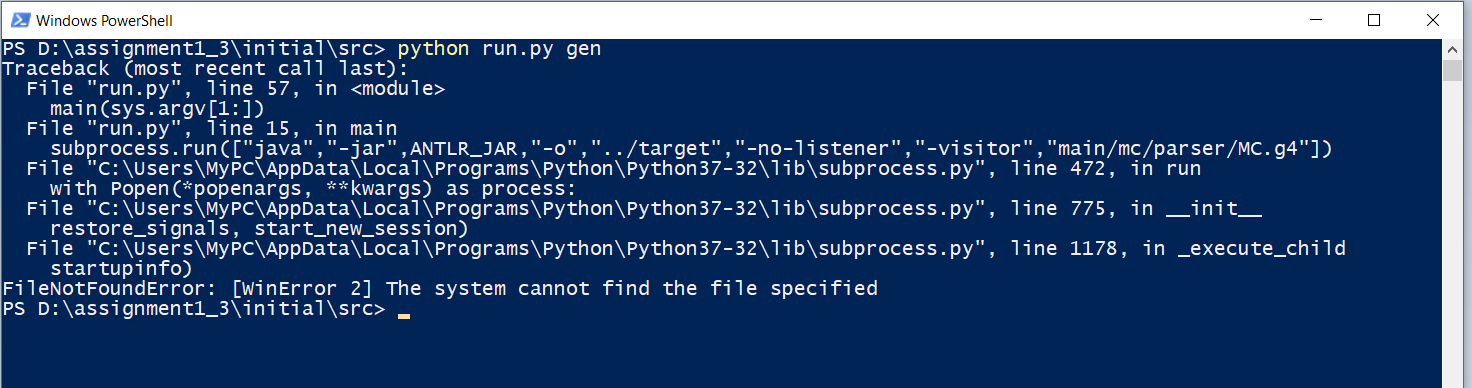 Windows PowerShell
PS D:\assignment1_3\initial\src> python run.py gen
Traceback (most recent call last):
  File "run.py", line 57, in <module>
    main(sys.argv[1:])
  File "run.py", line 15, in main
    subprocess.run(["java","-jar",ANTLR_JAR,"-o","../target","-no-listener","-visitor","main/mc/parser/MC.g4"])
  File "C:\Users\MyPC\AppData\Local\Programs\Python\Python37-32\lib\subprocess.py", line 472, in run
    with Popen(*popenargs, **kwargs) as process:
  File "C:\Users\MyPC\AppData\Local\Programs\Python\Python37-32\lib\subprocess.py", line 775, in __init__
    restore_signals, start_new_session)
  File "C:\Users\MyPC\AppData\Local\Programs\Python\Python37-32\lib\subprocess.py", line 1178, in _execute_child
    startupinfo)
FileNotFoundError: [WinError 2] The system cannot find the file specified
PS D:\assignment1_3\initial\src>